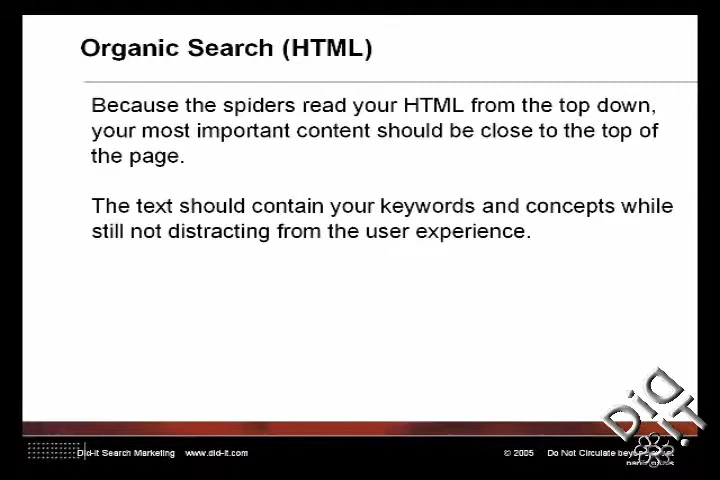 Organic Search (HTML)
Because the spiders read your HTML from the top down,
your most important content should be close to the top of
the page.
The text should contain your keywords and concepts while
still not distracting from the user experience.
Did it
Did-it Search Marketing www.did-it.com © 2005 Do Not Circulate